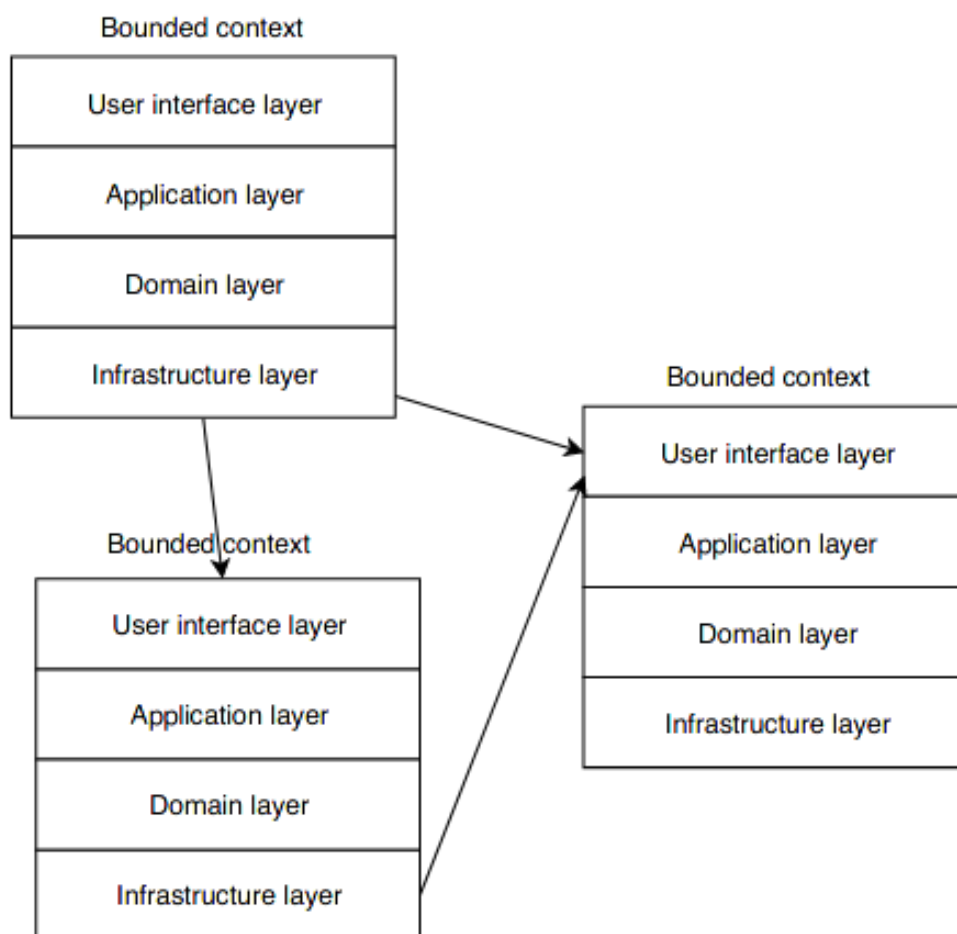 Bounded context
User interface layer
Application layer
Domain layer
Infrastructure layer
Bounded context
User interface layer
Application layer
Domain layer
Infrastructure layer
Bounded context
User interface layer
Application layer
Domain layer
Infrastructure layer